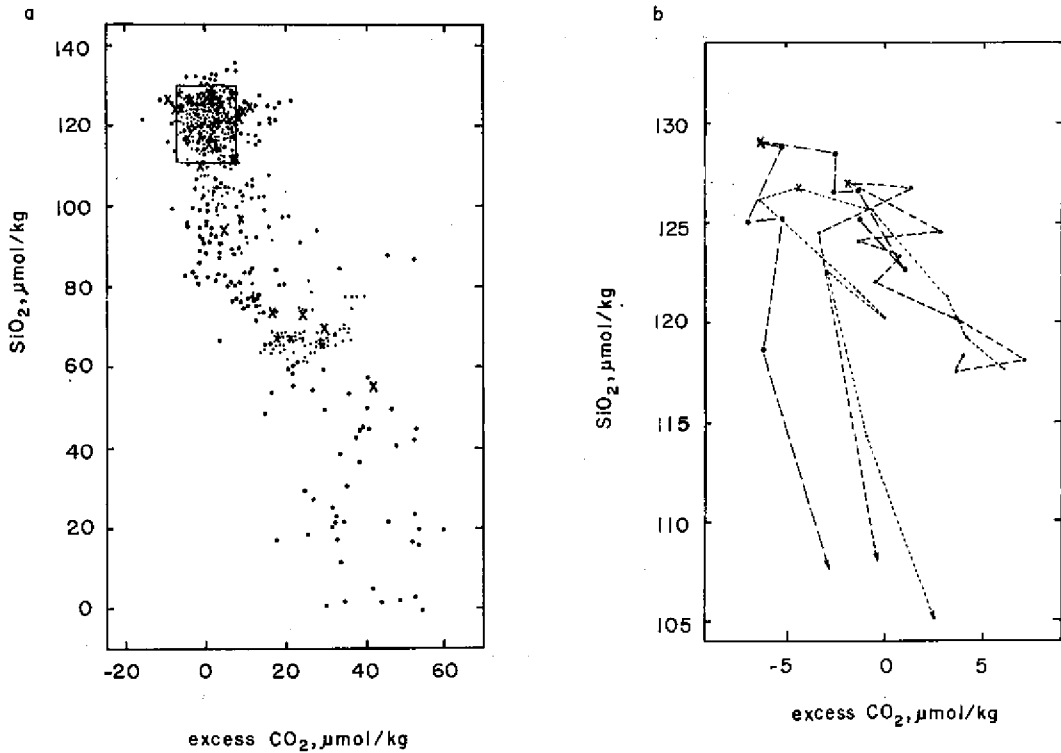 a
SiO₂, µmol/kg
140
120
100
80
60
40
20
0
-20 0 20 40 60
excess CO₂, µmol/kg
b
SiO₂, µmol/kg
130
125
120
115
110
105
-5 0 5
excess CO₂, µmol/kg